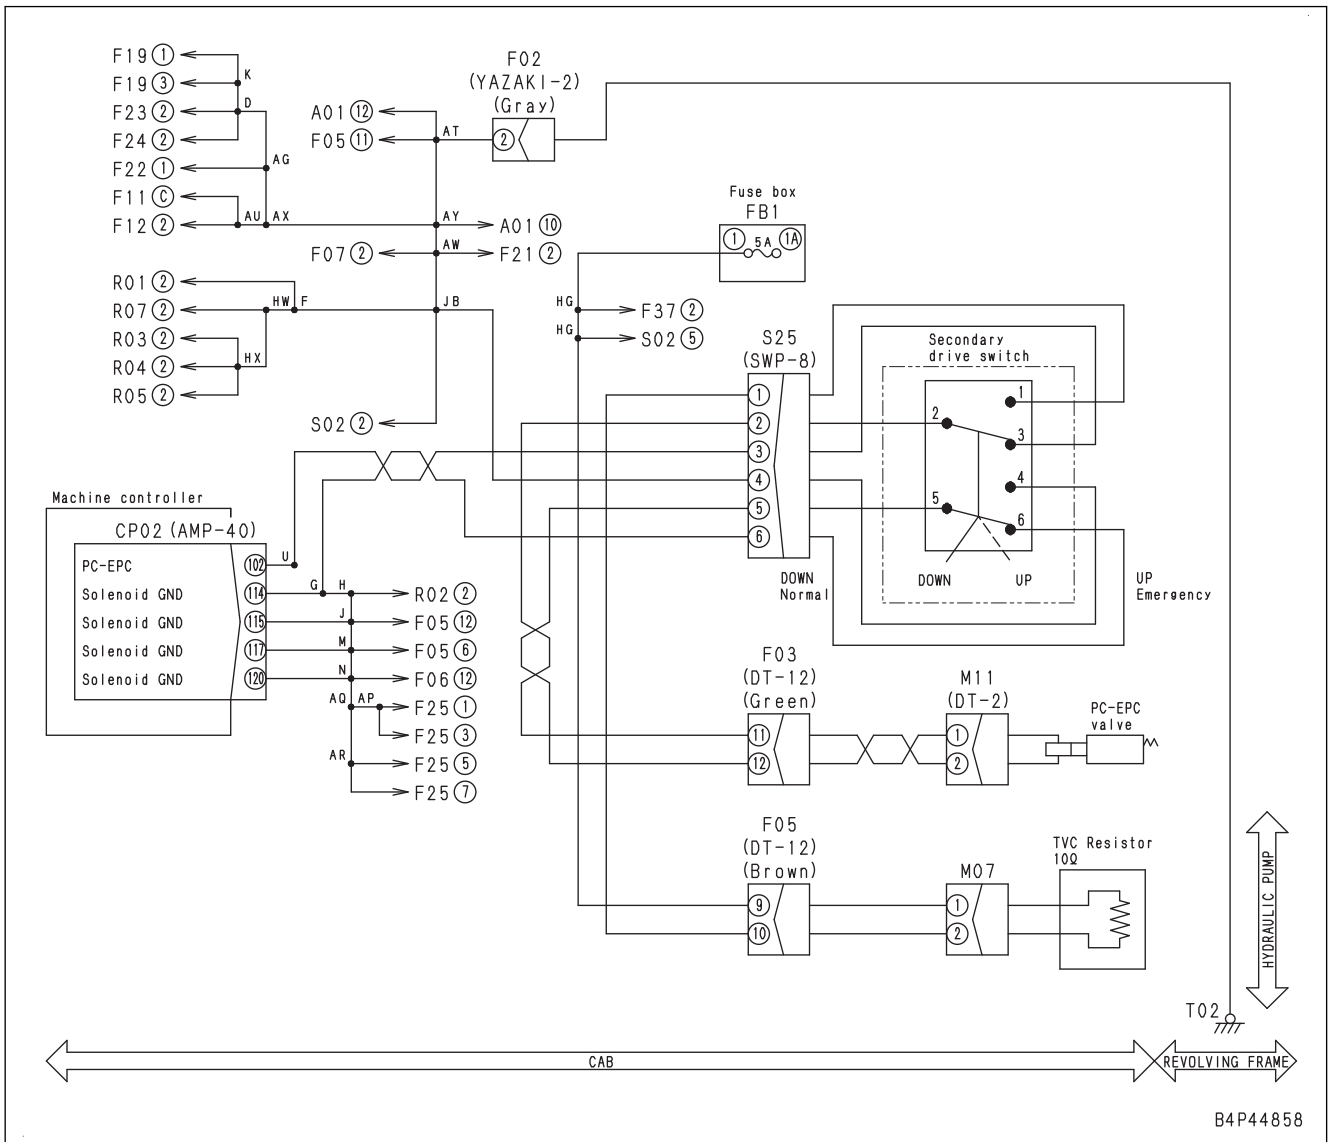 F19 1
F19 3
K
D
F23 2
F24 2
F22 1
AG
F11 C
F12 2
AU AX
A01 12
F05 11
AT
F02
(YAZAKI-2)
(Gray)
2
AY
A01 10
F07 2
AW
F21 2
R01 2
R07 2
HW F
JB
R03 2
R04 2
HX
R05 2
S02 2
Fuse box
FB1
1 5A 1A
HG
F37 2
HG
S02 5
S25
(SWP-8)
1
2
3
4
5
6
DOWN
Normal
Secondary
drive switch
1
2
3
4
5
6
DOWN UP
UP
Emergency
Machine controller
CP02 (AMP-40)
PC-EPC 102 U
Solenoid GND 114 G H
R02 2
Solenoid GND 115 J
F05 12
Solenoid GND 117 M
F05 6
Solenoid GND 120 N
F06 12
AQ AP
F25 1
F25 3
AR
F25 5
F25 7
F03
(DT-12)
(Green)
11
12
M11
(DT-2)
1
2
PC-EPC
valve
F05
(DT-12)
(Brown)
9
10
M07
1
2
TVC Resistor
10Ω
HYDRAULIC PUMP
T02
CAB
REVOLVING FRAME
B4P44858